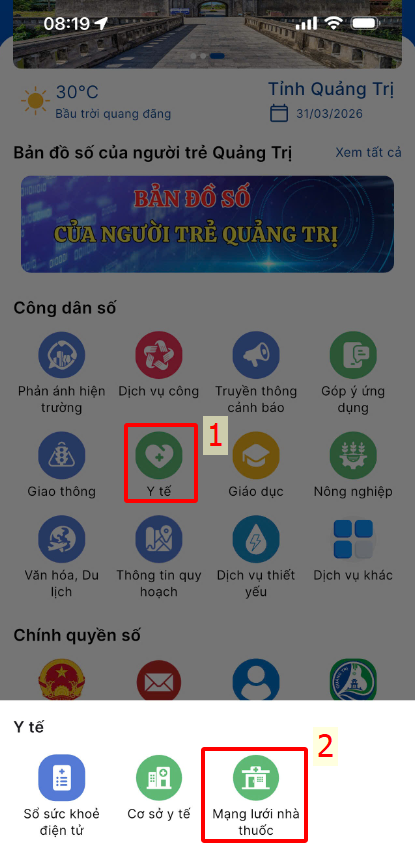 08:19
30°C
Bầu trời quang đãng
Tỉnh Quảng Trị
31/03/2026
Bản đồ số của người trẻ Quảng Trị
Xem tất cả
BẢN ĐỒ SỐ
CỦA NGƯỜI TRẺ QUẢNG TRỊ
Công dân số
Phản ánh hiện
trường
Dịch vụ công
Truyền thông
cảnh báo
Góp ý ứng
dụng
1
Giao thông
Y tế
Giáo dục
Nông nghiệp
Văn hóa, Du
lịch
Thông tin quy
hoạch
Dịch vụ thiết
yếu
Dịch vụ khác
Chính quyền số
Y tế
2
Sổ sức khoẻ
điện tử
Cơ sở y tế
Mạng lưới nhà
thuốc